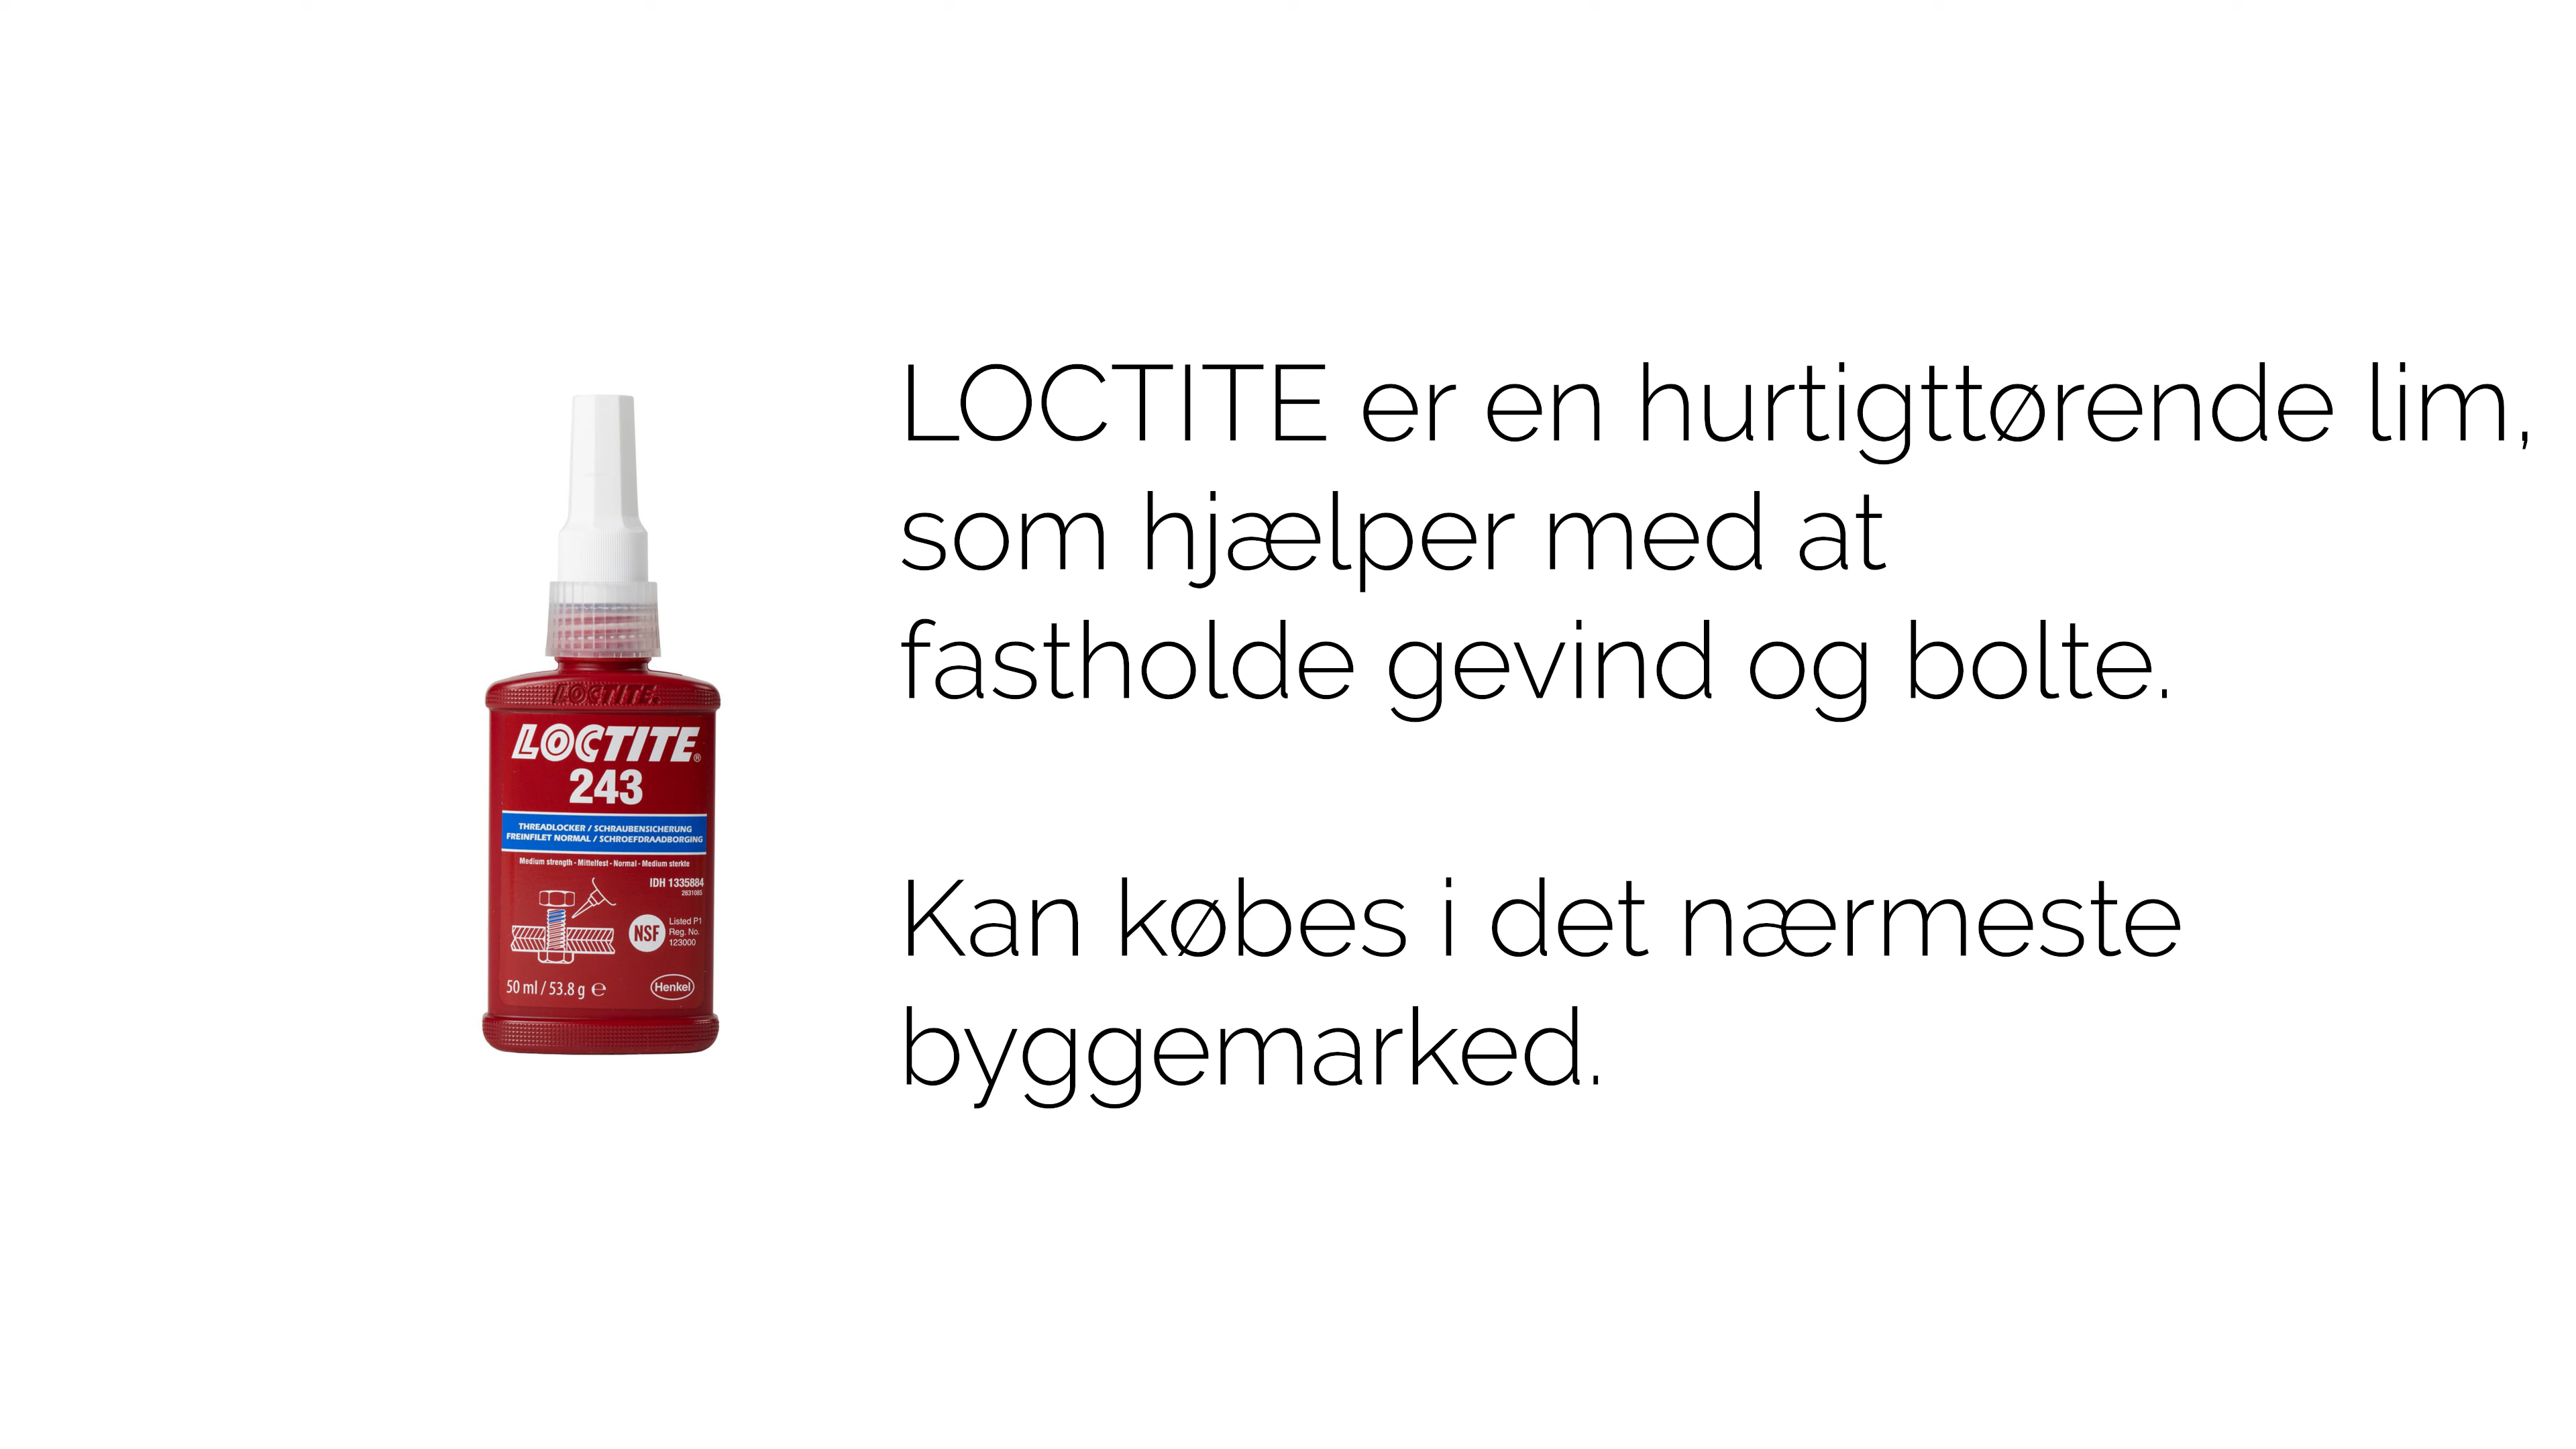 LOCTITE er en hurtigttørende lim,
som hjælper med at
fastholde gevind og bolte.
Kan købes i det nærmeste
byggemarked.
LOCTITE.
LOCTITE®
243
THREADLOCKER / SCHRAUBENSICHERUNG
FREINFILET NORMAL / SCHROEFDRAADBORGING
Medium strength - Mittelfest - Normal - Medium sterkte
IDH 1335884
2631085
NSF
Listed P1
Reg. No.
123000
50 ml / 53.8 g ℮
Henkel